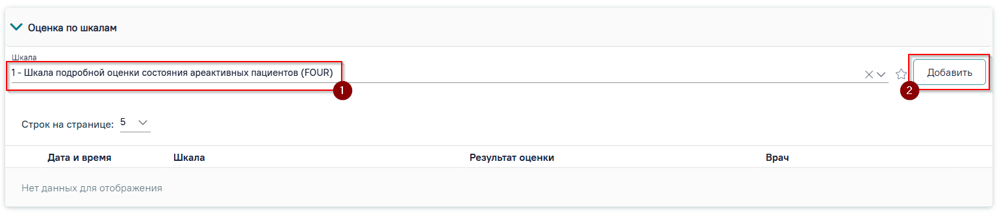 Оценка по шкалам
Шкала
1 - Шкала подробной оценки состояния ареактивных пациентов (FOUR)
1
Добавить
2
Строк на странице: 5
Дата и время Шкала Результат оценки Врач
Нет данных для отображения